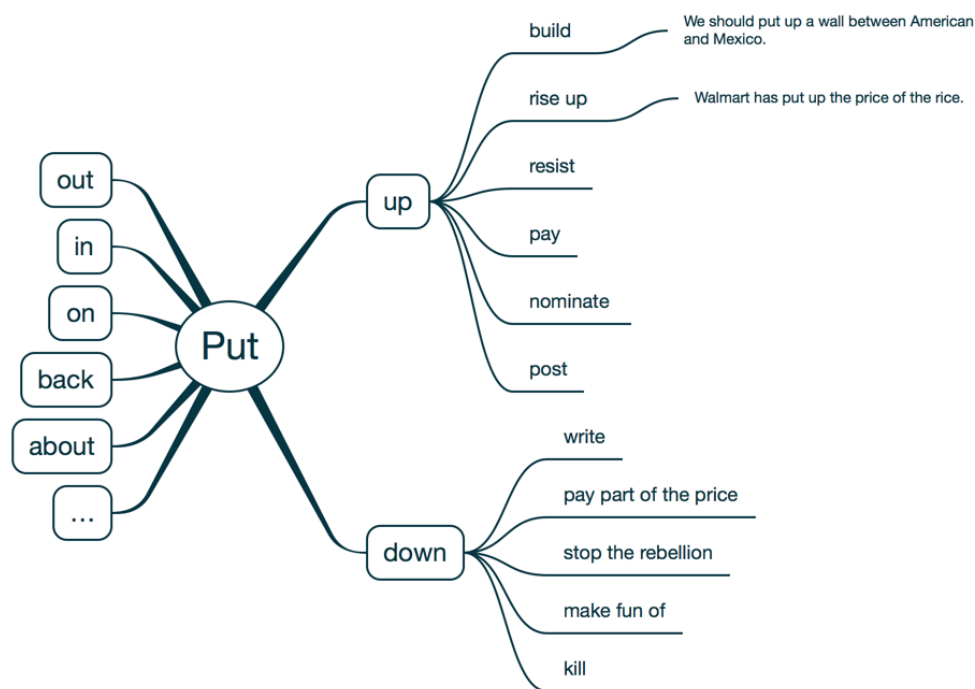 Put
out
in
on
back
about
...
up
build
We should put up a wall between American
and Mexico.
rise up
Walmart has put up the price of the rice.
resist
pay
nominate
post
down
write
pay part of the price
stop the rebellion
make fun of
kill